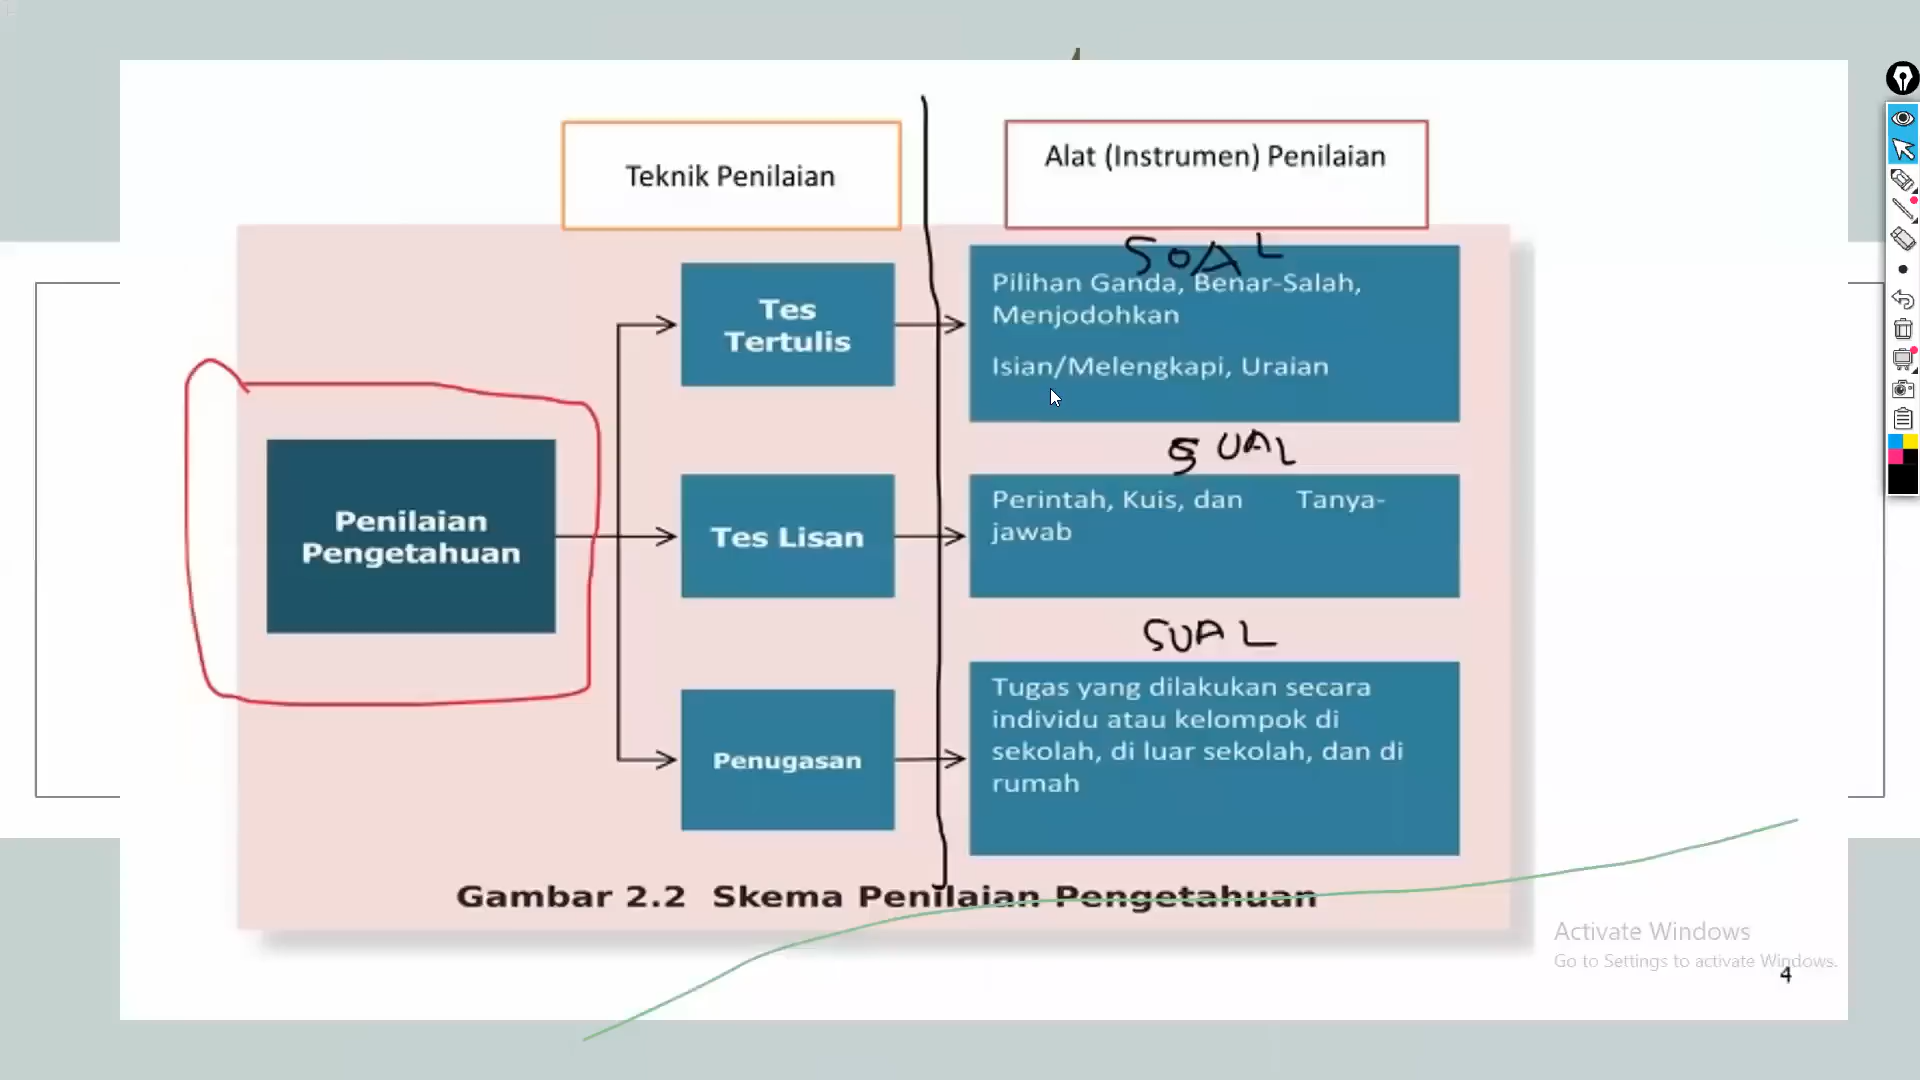 Teknik Penilaian
Alat (Instrumen) Penilaian
SOAL
Tes
Tertulis
Pilihan Ganda, Benar-Salah,
Menjodohkan
Isian/Melengkapi, Uraian
SUAL
Penilaian
Pengetahuan
Tes Lisan
Perintah, Kuis, dan Tanya-
jawab
SUAL
Penugasan
Tugas yang dilakukan secara
individu atau kelompok di
sekolah, di luar sekolah, dan di
rumah
Gambar 2.2 Skema Penilaian Pengetahuan
Activate Windows
Go to Settings to activate Windows.
4